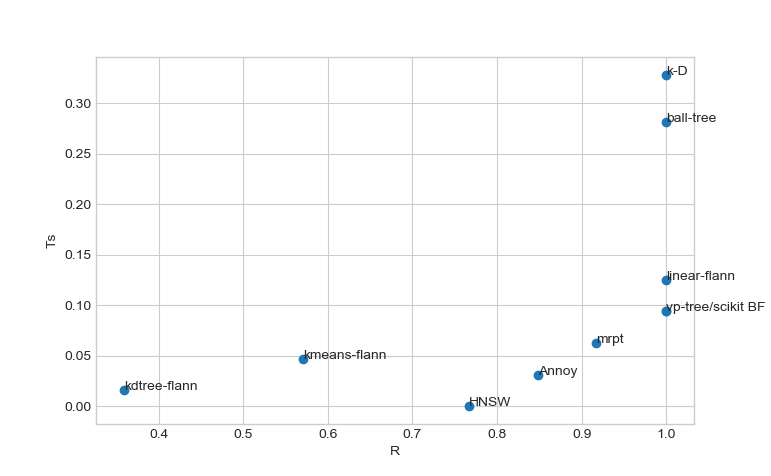 k-D
0.30
ball-tree
0.25
0.20
Ts
0.15
linear-flann
0.10
vp-tree/scikit BF
mrpt
0.05
kmeans-flann
Annoy
kdtree-flann
HNSW
0.00
0.4 0.5 0.6 0.7 0.8 0.9 1.0
R